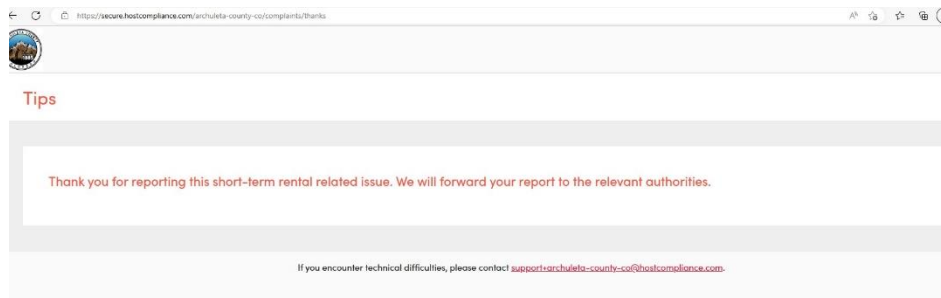 https://secure.hostcompliance.com/archuleta-county-co/complaints/thanks
Tips
Thank you for reporting this short-term rental related issue. We will forward your report to the relevant authorities.
If you encounter technical difficulties, please contact support+archuleta-county-co@hostcompliance.com.